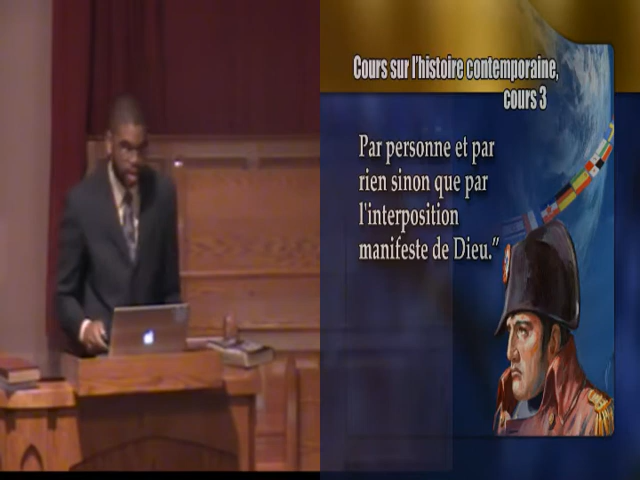 Cours sur l'histoire contemporaine,
cours 3
Par personne et par
rien sinon que par
l'interposition
manifeste de Dieu."